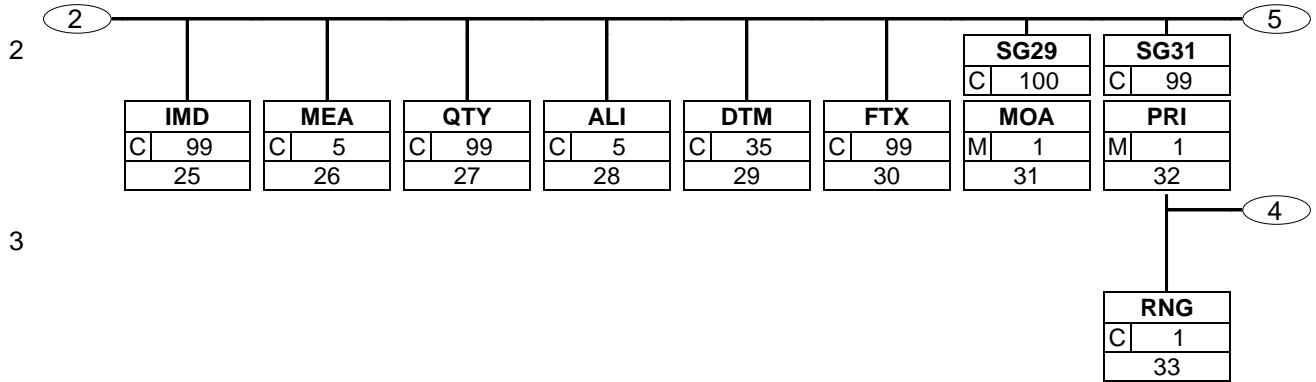 2 5
2 SG29 SG31
C 100 C 99
IMD MEA QTY ALI DTM FTX MOA PRI
C 99 C 5 C 99 C 5 C 35 C 99 M 1 M 1
25 26 27 28 29 30 31 32
4
3
RNG
C 1
33